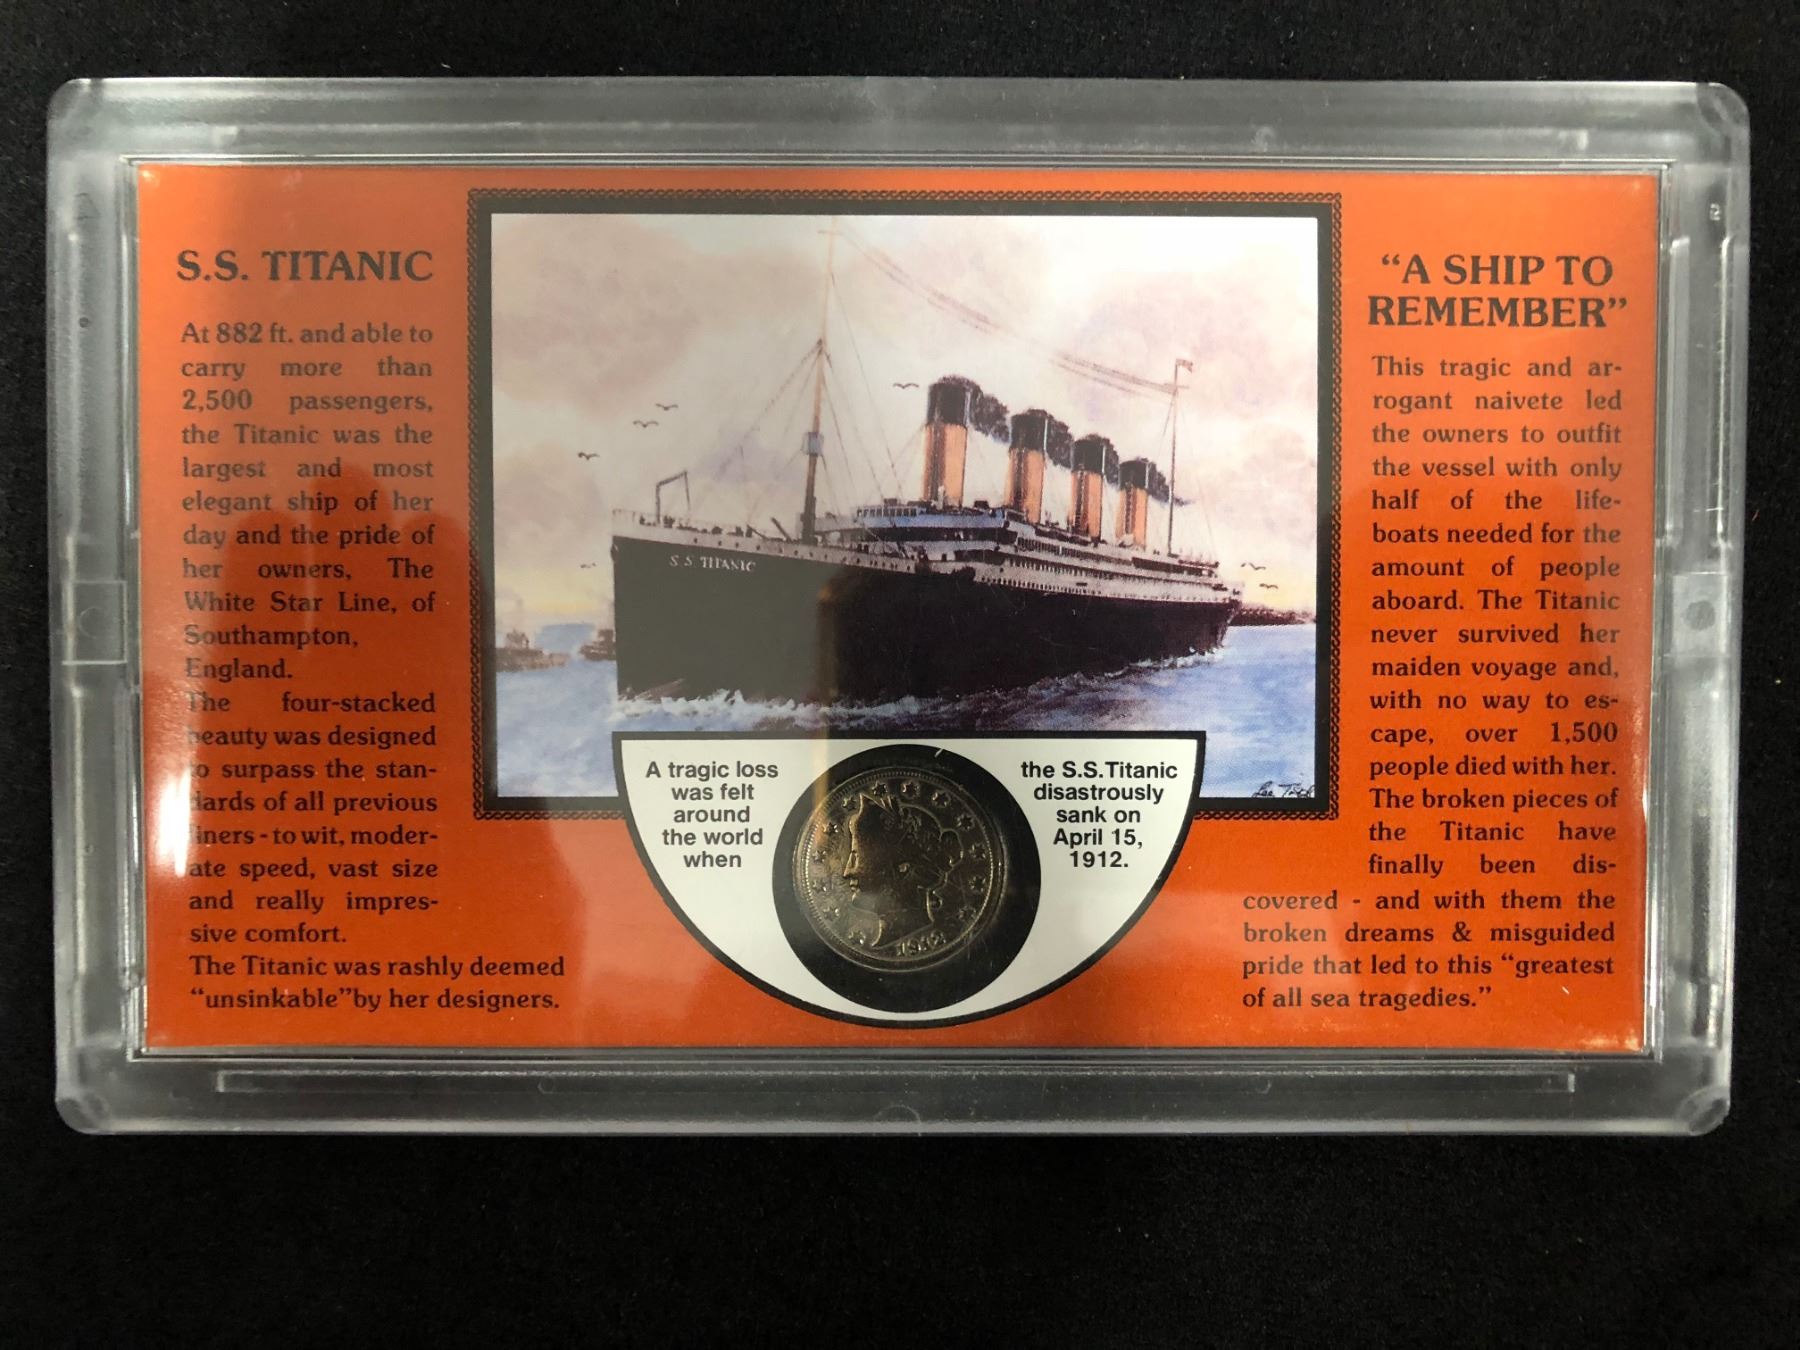 S.S. TITANIC
At 882 ft. and able to
carry more than
2,500 passengers,
the Titanic was the
largest and most
elegant ship of her
day and the pride of
her owners, The
White Star Line, of
Southampton,
England.
The four-stacked
beauty was designed
to surpass the stan-
dards of all previous
liners - to wit, moder-
ate speed, vast size
and really impres-
sive comfort.
The Titanic was rashly deemed
“unsinkable”by her designers.
S.S. TITANIC
A tragic loss
was felt
around
the world
when
1912
the S.S.Titanic
disastrously
sank on
April 15,
1912.
“A SHIP TO
REMEMBER”
This tragic and ar-
rogant naivete led
the owners to outfit
the vessel with only
half of the life-
boats needed for the
amount of people
aboard. The Titanic
never survived her
maiden voyage and,
with no way to es-
cape, over 1,500
people died with her.
The broken pieces of
the Titanic have
finally been dis-
covered - and with them the
broken dreams & misguided
pride that led to this “greatest
of all sea tragedies.”